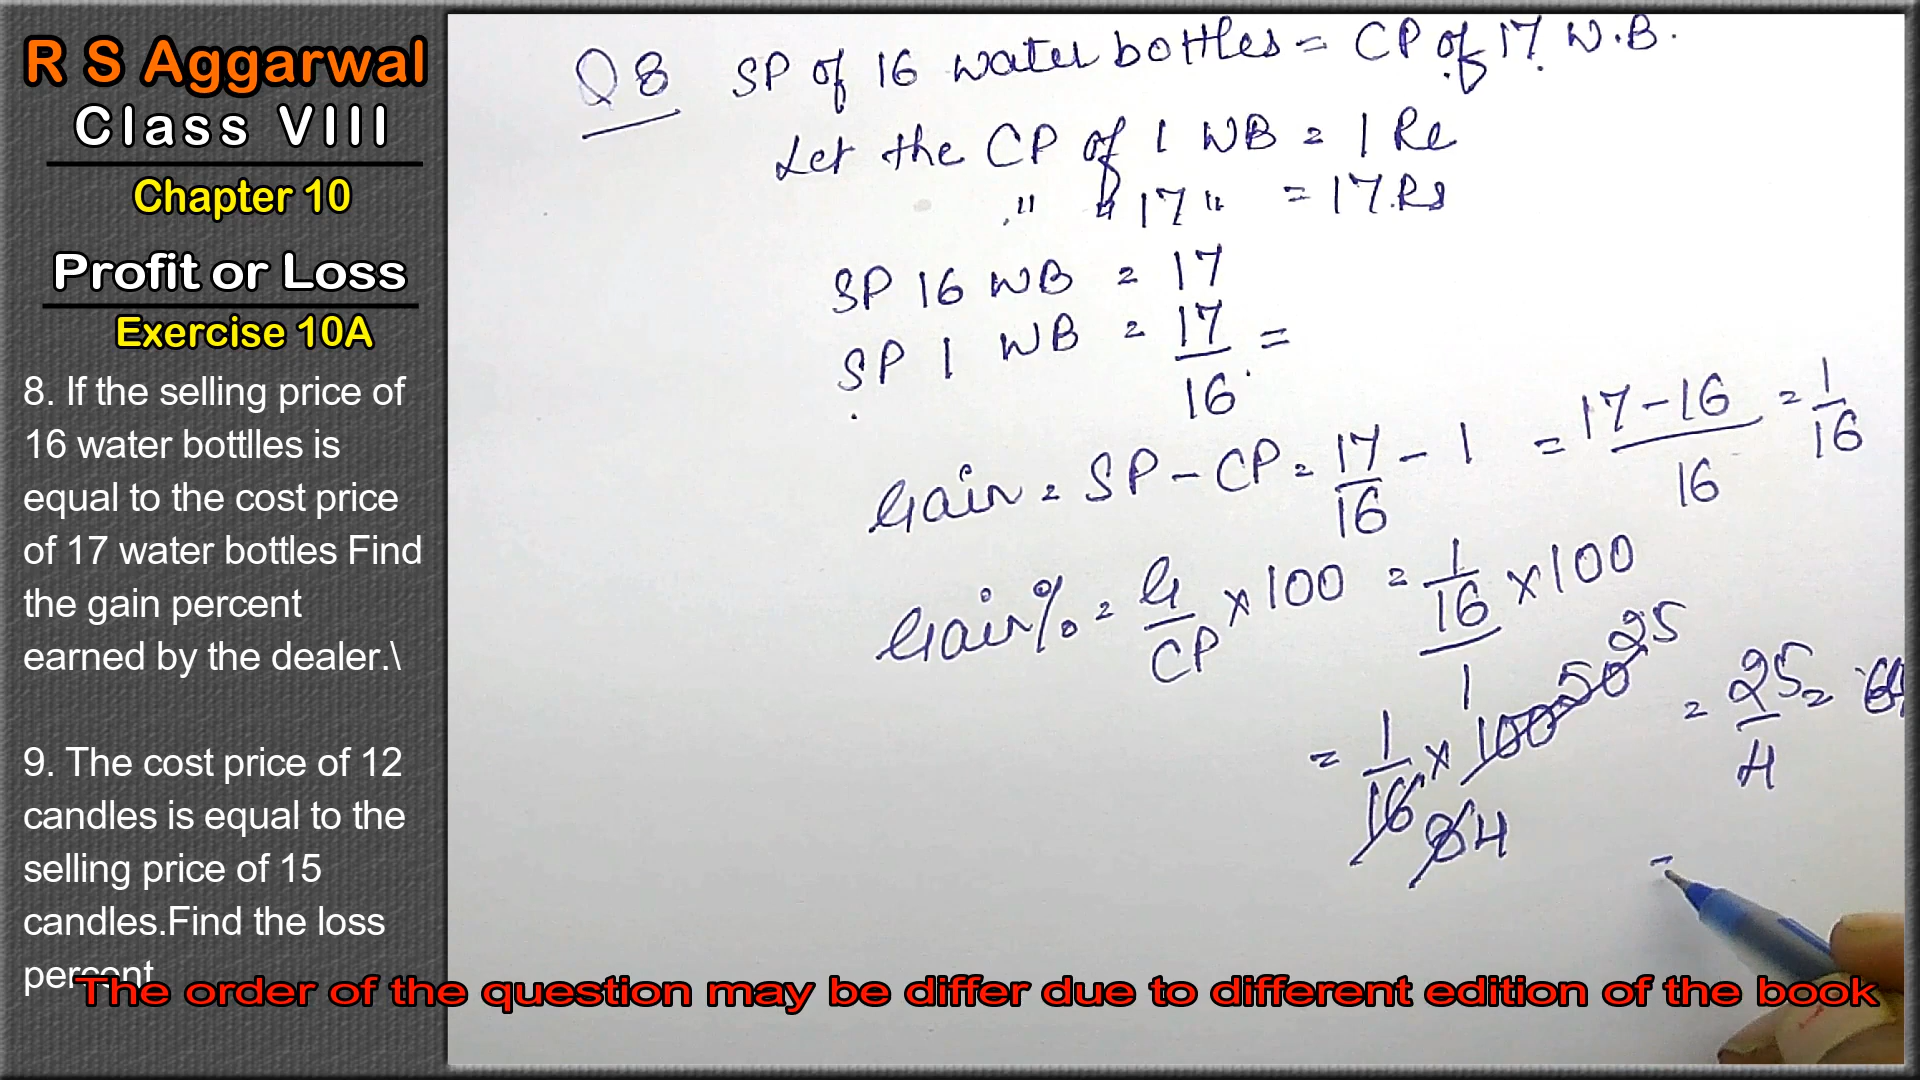 R S Aggarwal
Class VIII
Chapter 10
Profit or Loss
Exercise 10A
8. If the selling price of
16 water bottlles is
equal to the cost price
of 17 water bottles Find
the gain percent
earned by the dealer.\
9. The cost price of 12
candles is equal to the
selling price of 15
candles.Find the loss
percent
Q 8 SP of 16 water bottles = CP of 17 W.B.
Let the CP of 1 WB = 1 Re
" " 17 " = 17 Rs
SP 16 WB = 17
SP 1 WB = 17/16 =
Gain = SP - CP = 17/16 - 1 = 17-16/16 = 1/16
Gain% = G/CP × 100 = 1/16/1 × 100
= 1/16 × 100 50 25 = 25/4 =
8 4
=
The order of the question may be differ due to different edition of the book